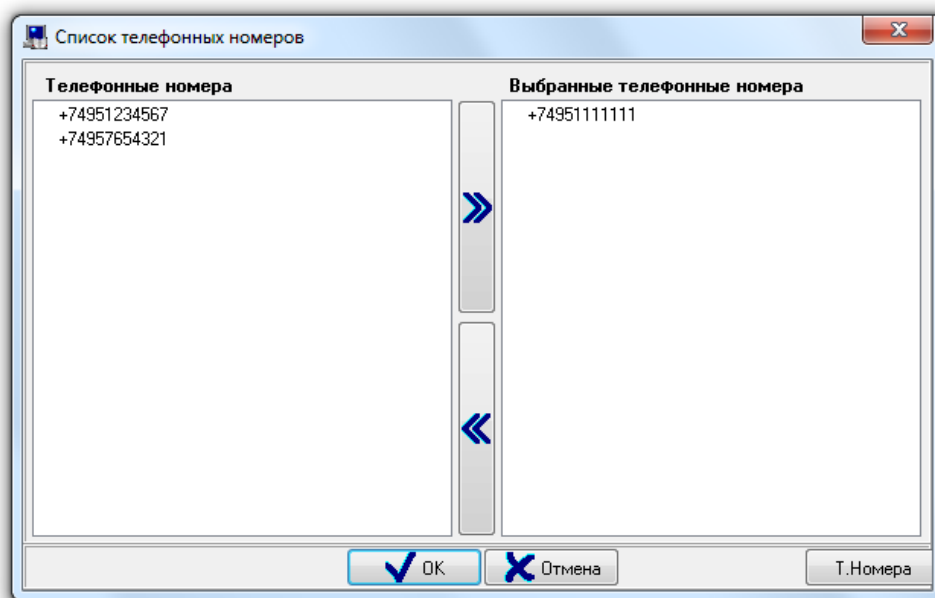 Список телефонных номеров
Телефонные номера
+74951234567
+74957654321
Выбранные телефонные номера
+74951111111
OK
Отмена
Т.Номера